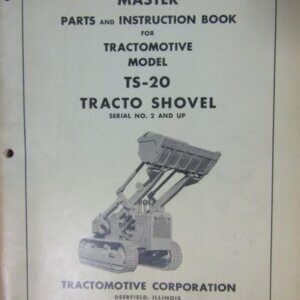 MASTER
PARTS AND INSTRUCTION BOOK
FOR
TRACTOMOTIVE
MODEL
TS-20
TRACTO SHOVEL
SERIAL NO. 2 AND UP
TRACTOMOTIVE CORPORATION
DEERFIELD, ILLINOIS